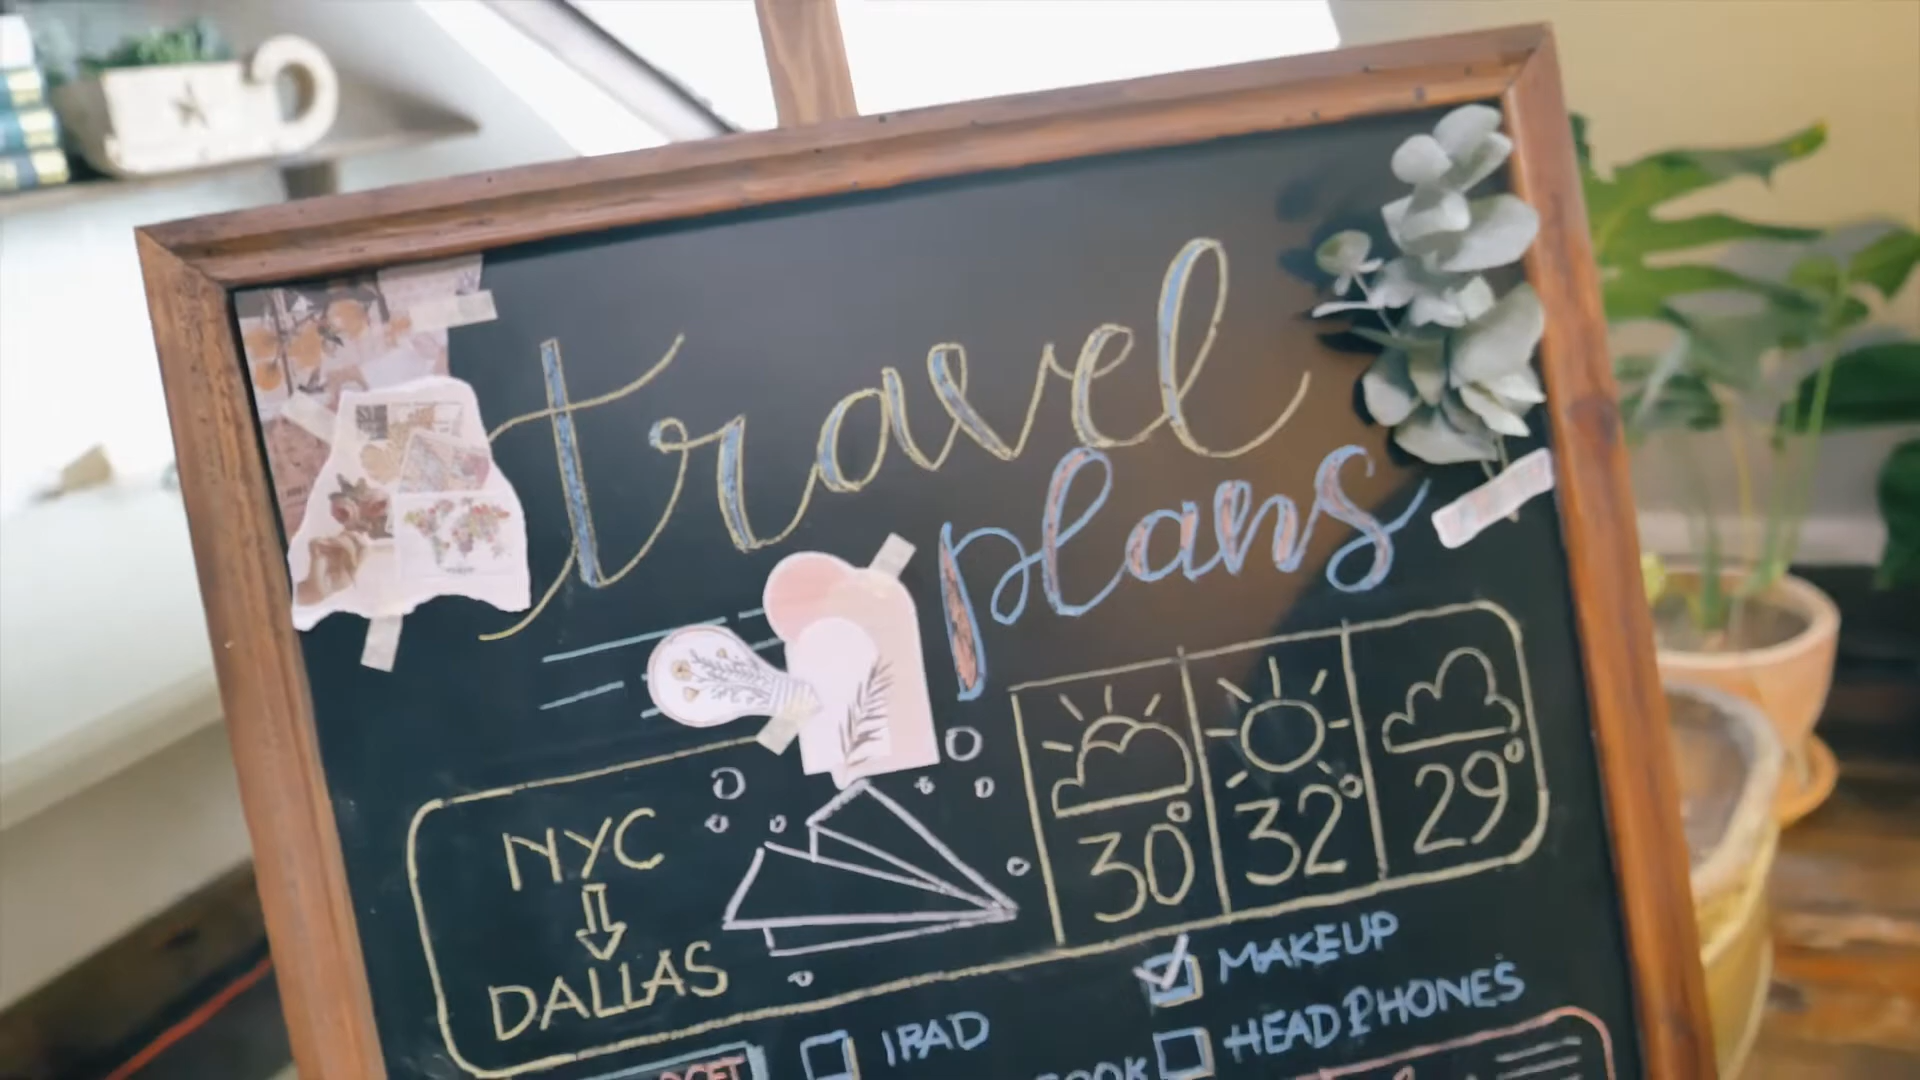 travel
plans
NYC
DALLAS
30°
32°
29°
MAKEUP
IPAD
HEADPHONES